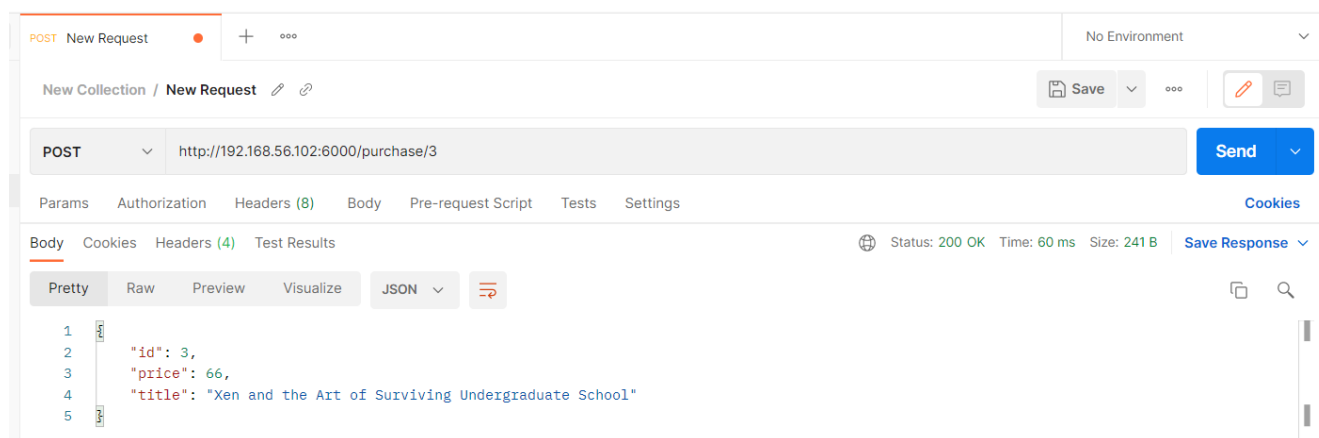 POST New Request No Environment
New Collection / New Request Save
POST http://192.168.56.102:6000/purchase/3 Send
Params Authorization Headers (8) Body Pre-request Script Tests Settings Cookies
Body Cookies Headers (4) Test Results Status: 200 OK Time: 60 ms Size: 241 B Save Response
Pretty Raw Preview Visualize JSON
1 {
2 "id": 3,
3 "price": 66,
4 "title": "Xen and the Art of Surviving Undergraduate School"
5 }